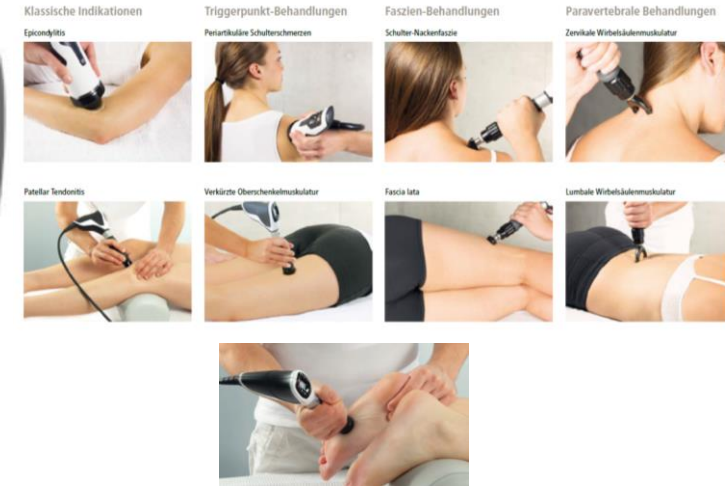 Klassische Indikationen
Triggerpunkt-Behandlungen
Faszien-Behandlungen
Paravertebrale Behandlungen
Epicondylitis
Periartikuläre Schulterschmerzen
Schulter-Nackenfaszie
Zervikale Wirbelsäulenmuskulatur
Patellar Tendonitis
Verkürzte Oberschenkelmuskulatur
Fascia lata
Lumbale Wirbelsäulenmuskulatur